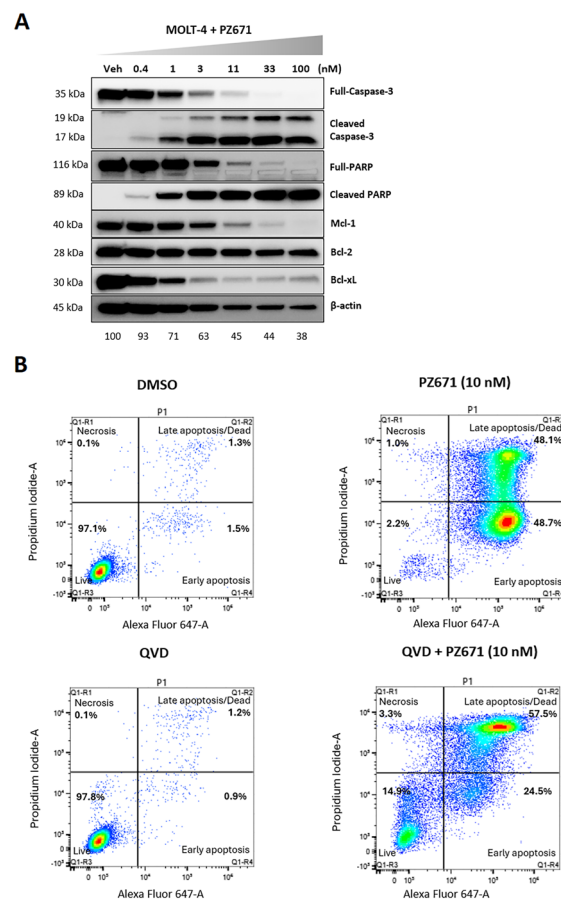 A
MOLT-4 + PZ671
Veh 0.4 1 3 11 33 100 (nM)
35 kDa Full-Caspase-3
19 kDa Cleaved
17 kDa Caspase-3
116 kDa Full-PARP
89 kDa Cleaved PARP
40 kDa Mcl-1
28 kDa Bcl-2
30 kDa Bcl-xL
45 kDa β-actin
100 93 71 63 45 44 38
B
DMSO
P1
Q1-R1 Q1-R2
Necrosis Late apoptosis/Dead
0.1% 1.3%
97.1% 1.5%
Live Early apoptosis
Q1-R3 Q1-R4
Propidium Iodide-A
Alexa Fluor 647-A
PZ671 (10 nM)
P1
Q1-R1
Necrosis Late apoptosis/Dead
1.0% 48.1%
2.2% 48.7%
Live Early apoptosis
Q1-R3
Propidium Iodide-A
Alexa Fluor 647-A
QVD
P1
Q1-R1 Q1-R2
Necrosis Late apoptosis/Dead
0.1% 1.2%
97.8% 0.9%
Live Early apoptosis
Q1-R3 Q1-R4
Propidium Iodide-A
Alexa Fluor 647-A
QVD + PZ671 (10 nM)
P1
Q1-R1 Q1-R2
Necrosis Late apoptosis/Dead
3.3% 57.5%
14.9% 24.5%
Live Early apoptosis
Q1-R3 Q1-R4
Propidium Iodide-A
Alexa Fluor 647-A